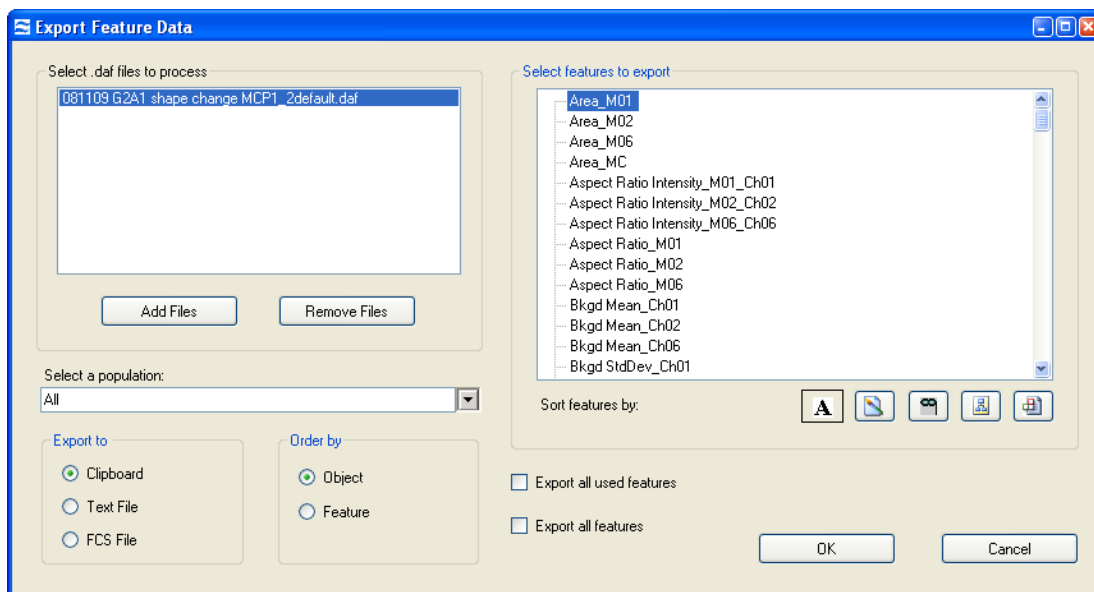 Export Feature Data
Select .daf files to process
081109 G2A1 shape change MCP1_2default.daf
Add Files
Remove Files
Select a population:
All
Export to
Clipboard
Text File
FCS File
Order by
Object
Feature
Select features to export
Area_M01
Area_M02
Area_M06
Area_MC
Aspect Ratio Intensity_M01_Ch01
Aspect Ratio Intensity_M02_Ch02
Aspect Ratio Intensity_M06_Ch06
Aspect Ratio_M01
Aspect Ratio_M02
Aspect Ratio_M06
Bkgd Mean_Ch01
Bkgd Mean_Ch02
Bkgd Mean_Ch06
Bkgd StdDev_Ch01
Sort features by:
A
Export all used features
Export all features
OK
Cancel